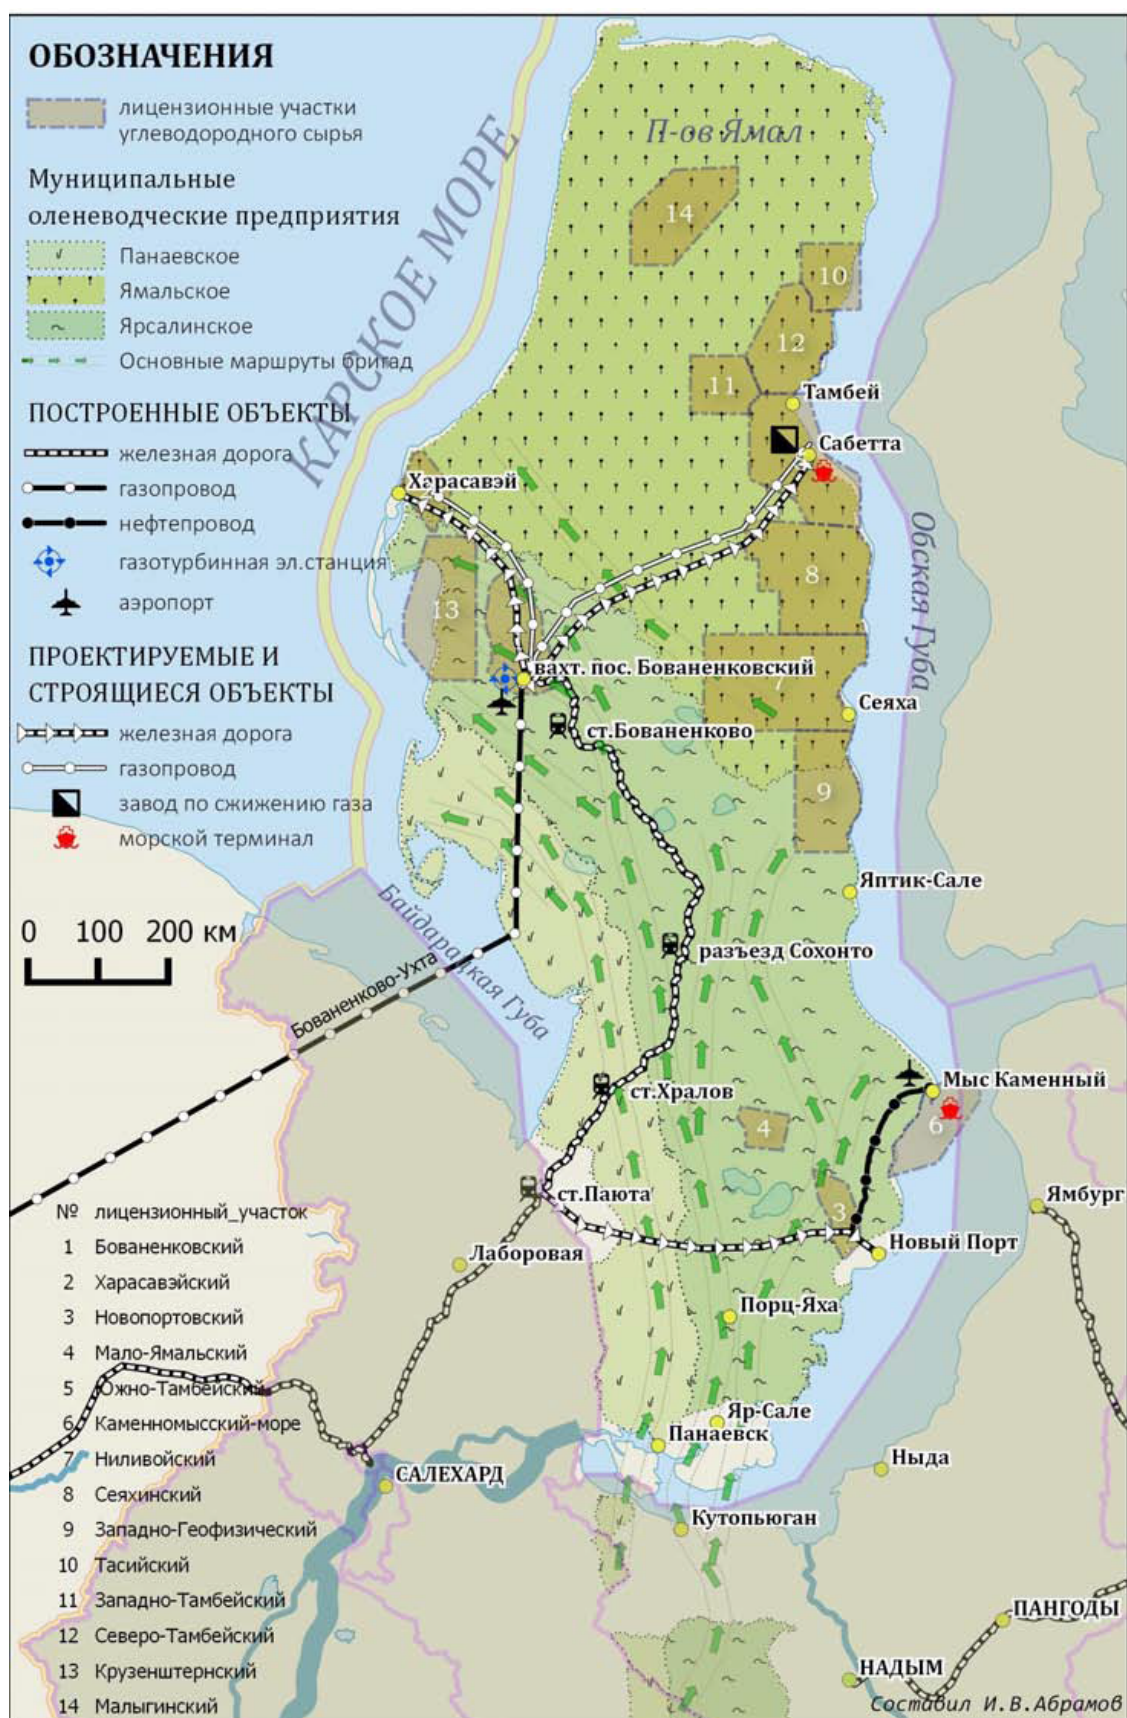 ОБОЗНАЧЕНИЯ
лицензионные участки
углеводородного сырья
Муниципальные
оленеводческие предприятия
Панаевское
Ямальское
Ярсалинское
Основные маршруты бригад
ПОСТРОЕННЫЕ ОБЪЕКТЫ
железная дорога
газопровод
нефтепровод
газотурбинная эл.станция
аэропорт
ПРОЕКТИРУЕМЫЕ И
СТРОЯЩИЕСЯ ОБЪЕКТЫ
железная дорога
газопровод
завод по сжижению газа
морской терминал
0 100 200 км
№ лицензионный_участок
1 Бованенковский
2 Харасавэйский
3 Новопортовский
4 Мало-Ямальский
5 Южно-Тамбейский
6 Каменномысский-море
7 Ниливойский
8 Сеяхинский
9 Западно-Геофизический
10 Тасийский
11 Западно-Тамбейский
12 Северо-Тамбейский
13 Крузенштернский
14 Малыгинский
КАРСКОЕ МОРЕ
П-ов Ямал
14
10
12
11
Тамбей
Сабетта
Харасавэй
Обская Губа
8
13
вахт. пос. Бованенковский
7
Сеяха
ст.Бованенково
9
Яптик-Сале
Байдарацкая Губа
разъезд Сохонто
Бованенково-Ухта
Мыс Каменный
ст.Хралов
6
4
ст.Паюта
Ямбург
3
Новый Порт
Лаборовая
Порц-Яха
Яр-Сале
Панаевск
Ныда
САЛЕХАРД
Кутопьюган
ПАНГОДЫ
НАДЫМ
Составил И.В.Абрамов